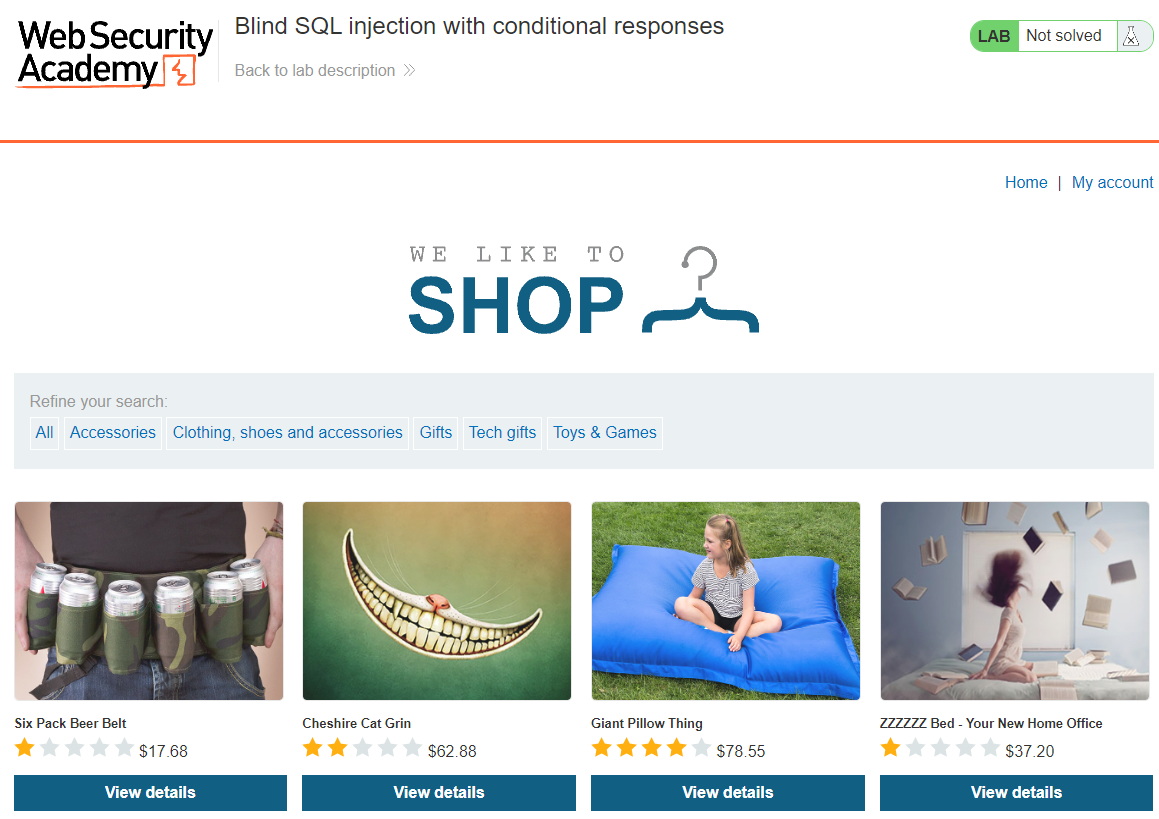 Web Security
Academy
Blind SQL injection with conditional responses
Back to lab description
LAB Not solved
Home | My account
WE LIKE TO
SHOP
Refine your search:
All Accessories Clothing, shoes and accessories Gifts Tech gifts Toys & Games
Six Pack Beer Belt Cheshire Cat Grin Giant Pillow Thing ZZZZZZ Bed - Your New Home Office
$17.68 $62.88 $78.55 $37.20
View details View details View details View details